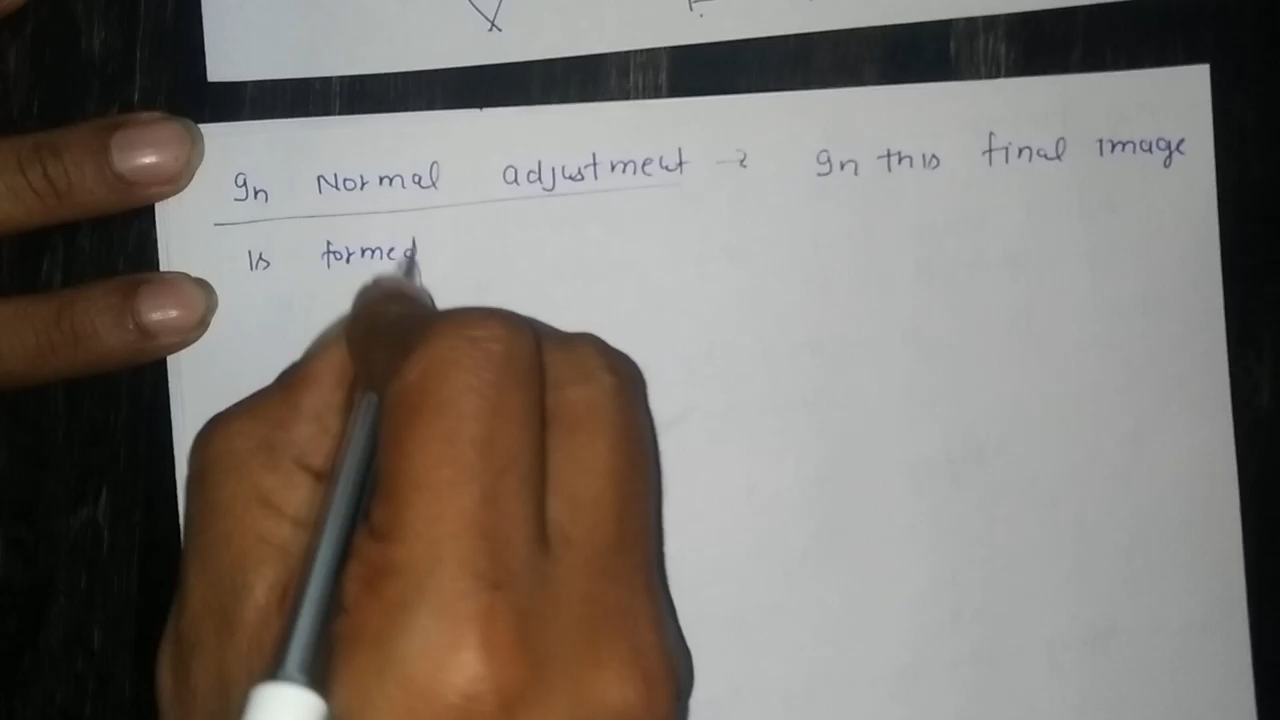 In Normal adjustment → In this final image
is formed